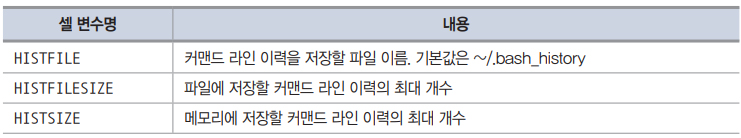 셸 변수명 내용
HISTFILE 커맨드 라인 이력을 저장할 파일 이름. 기본값은 ~/.bash_history
HISTFILESIZE 파일에 저장할 커맨드 라인 이력의 최대 개수
HISTSIZE 메모리에 저장할 커맨드 라인 이력의 최대 개수